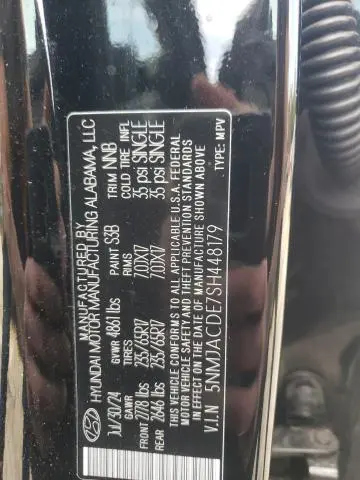 MANUFACTURED BY
HYUNDAI MOTOR MANUFACTURING ALABAMA, LLC
Jul/30/24 GVWR 4861 lbs PAINT S3B TRIM NNB
GAWR TIRES RIMS COLD TIRE INFL.
FRONT 2778 lbs 235/65R17 7.0JX17 35 psi SINGLE
REAR 2646 lbs 235/65R17 7.0JX17 35 psi SINGLE
THIS VEHICLE CONFORMS TO ALL APPLICABLE U.S.A. FEDERAL
MOTOR VEHICLE SAFETY AND THEFT PREVENTION STANDARDS
IN EFFECT ON THE DATE OF MANUFACTURE SHOWN ABOVE
V.I.N 5NMJACDE7SH448179
TYPE: MPV